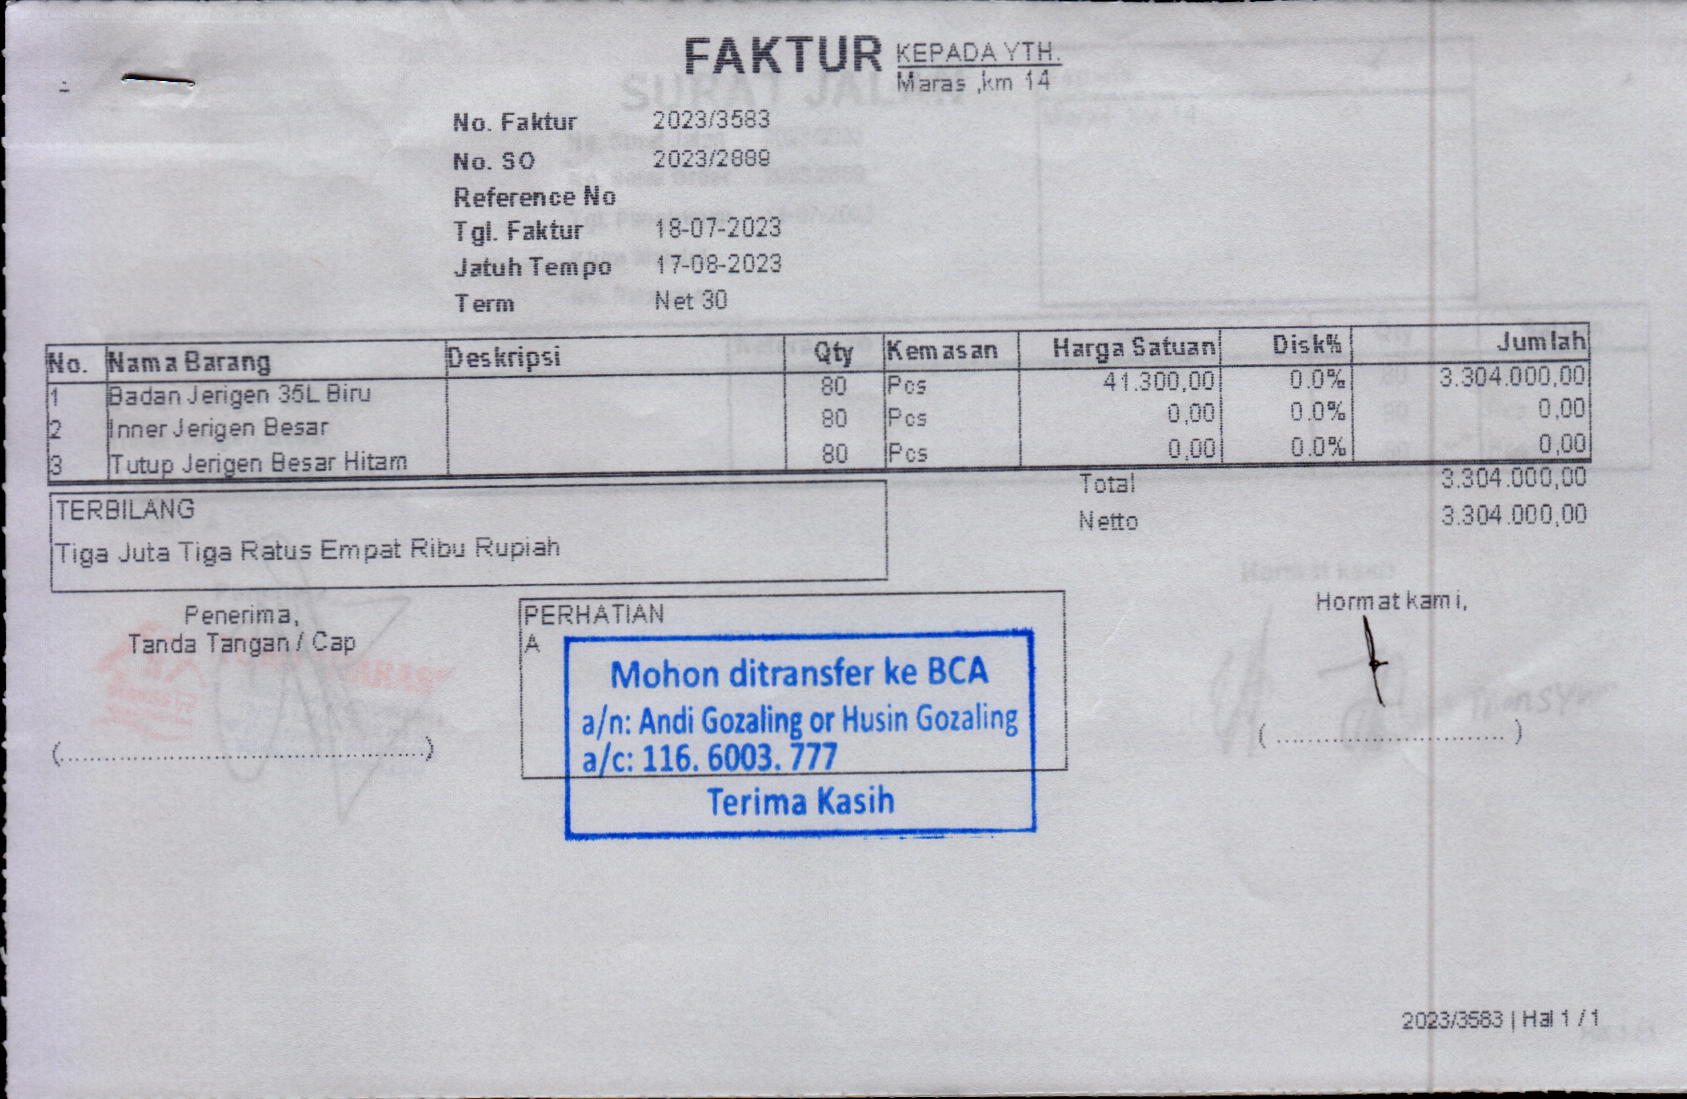 FAKTUR
KEPADA YTH.
Maras ,km 14
No. Faktur 2023/3583
No. SO 2023/2889
Reference No
Tgl. Faktur 18-07-2023
Jatuh Tempo 17-08-2023
Term Net 30
No. Nama Barang Deskripsi Qty Kemasan Harga Satuan Disk% Jumlah
1 Badan Jerigen 35L Biru 80 Pcs 41.300,00 0.0% 3.304.000,00
2 Inner Jerigen Besar 80 Pcs 0,00 0.0% 0,00
3 Tutup Jerigen Besar Hitam 80 Pcs 0,00 0.0% 0,00
Total 3.304.000,00
Netto 3.304.000,00
TERBILANG
Tiga Juta Tiga Ratus Empat Ribu Rupiah
Penerima,
Tanda Tangan / Cap
(..................................................)
PERHATIAN
A
Mohon ditransfer ke BCA
a/n: Andi Gozaling or Husin Gozaling
a/c: 116. 6003. 777
Terima Kasih
Hormat kami,
( ................................ )
2023/3583 | Hal 1 / 1